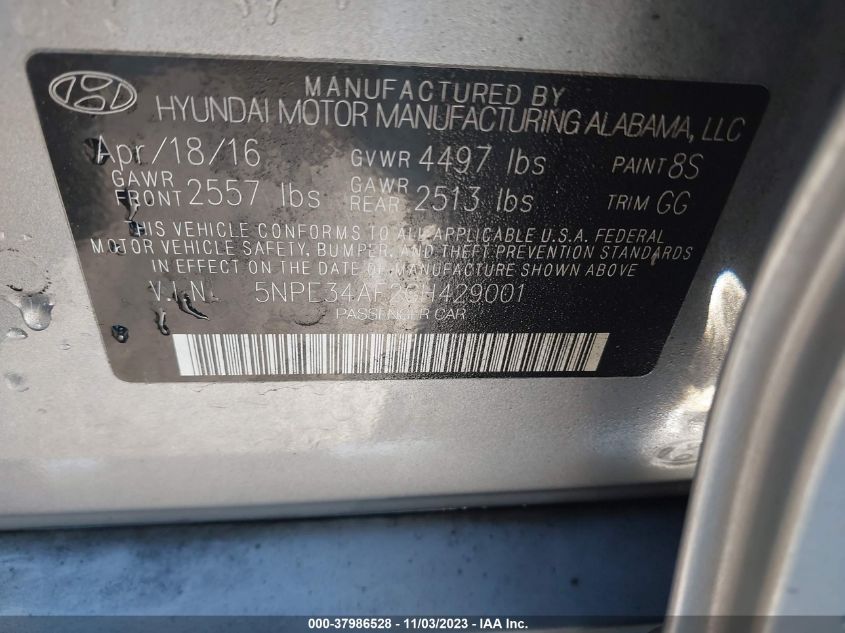 MANUFACTURED BY
HYUNDAI MOTOR MANUFACTURING ALABAMA, LLC
Apr/18/16 GVWR 4497 lbs PAINT 8S
GAWR FRONT 2557 lbs GAWR REAR 2513 lbs TRIM GG
THIS VEHICLE CONFORMS TO ALL APPLICABLE U.S.A. FEDERAL
MOTOR VEHICLE SAFETY, BUMPER, AND THEFT PREVENTION STANDARDS
IN EFFECT ON THE DATE OF MANUFACTURE SHOWN ABOVE
V.I.N. 5NPE34AF2GH429001
PASSENGER CAR
000-37986528 - 11/03/2023 - IAA Inc.